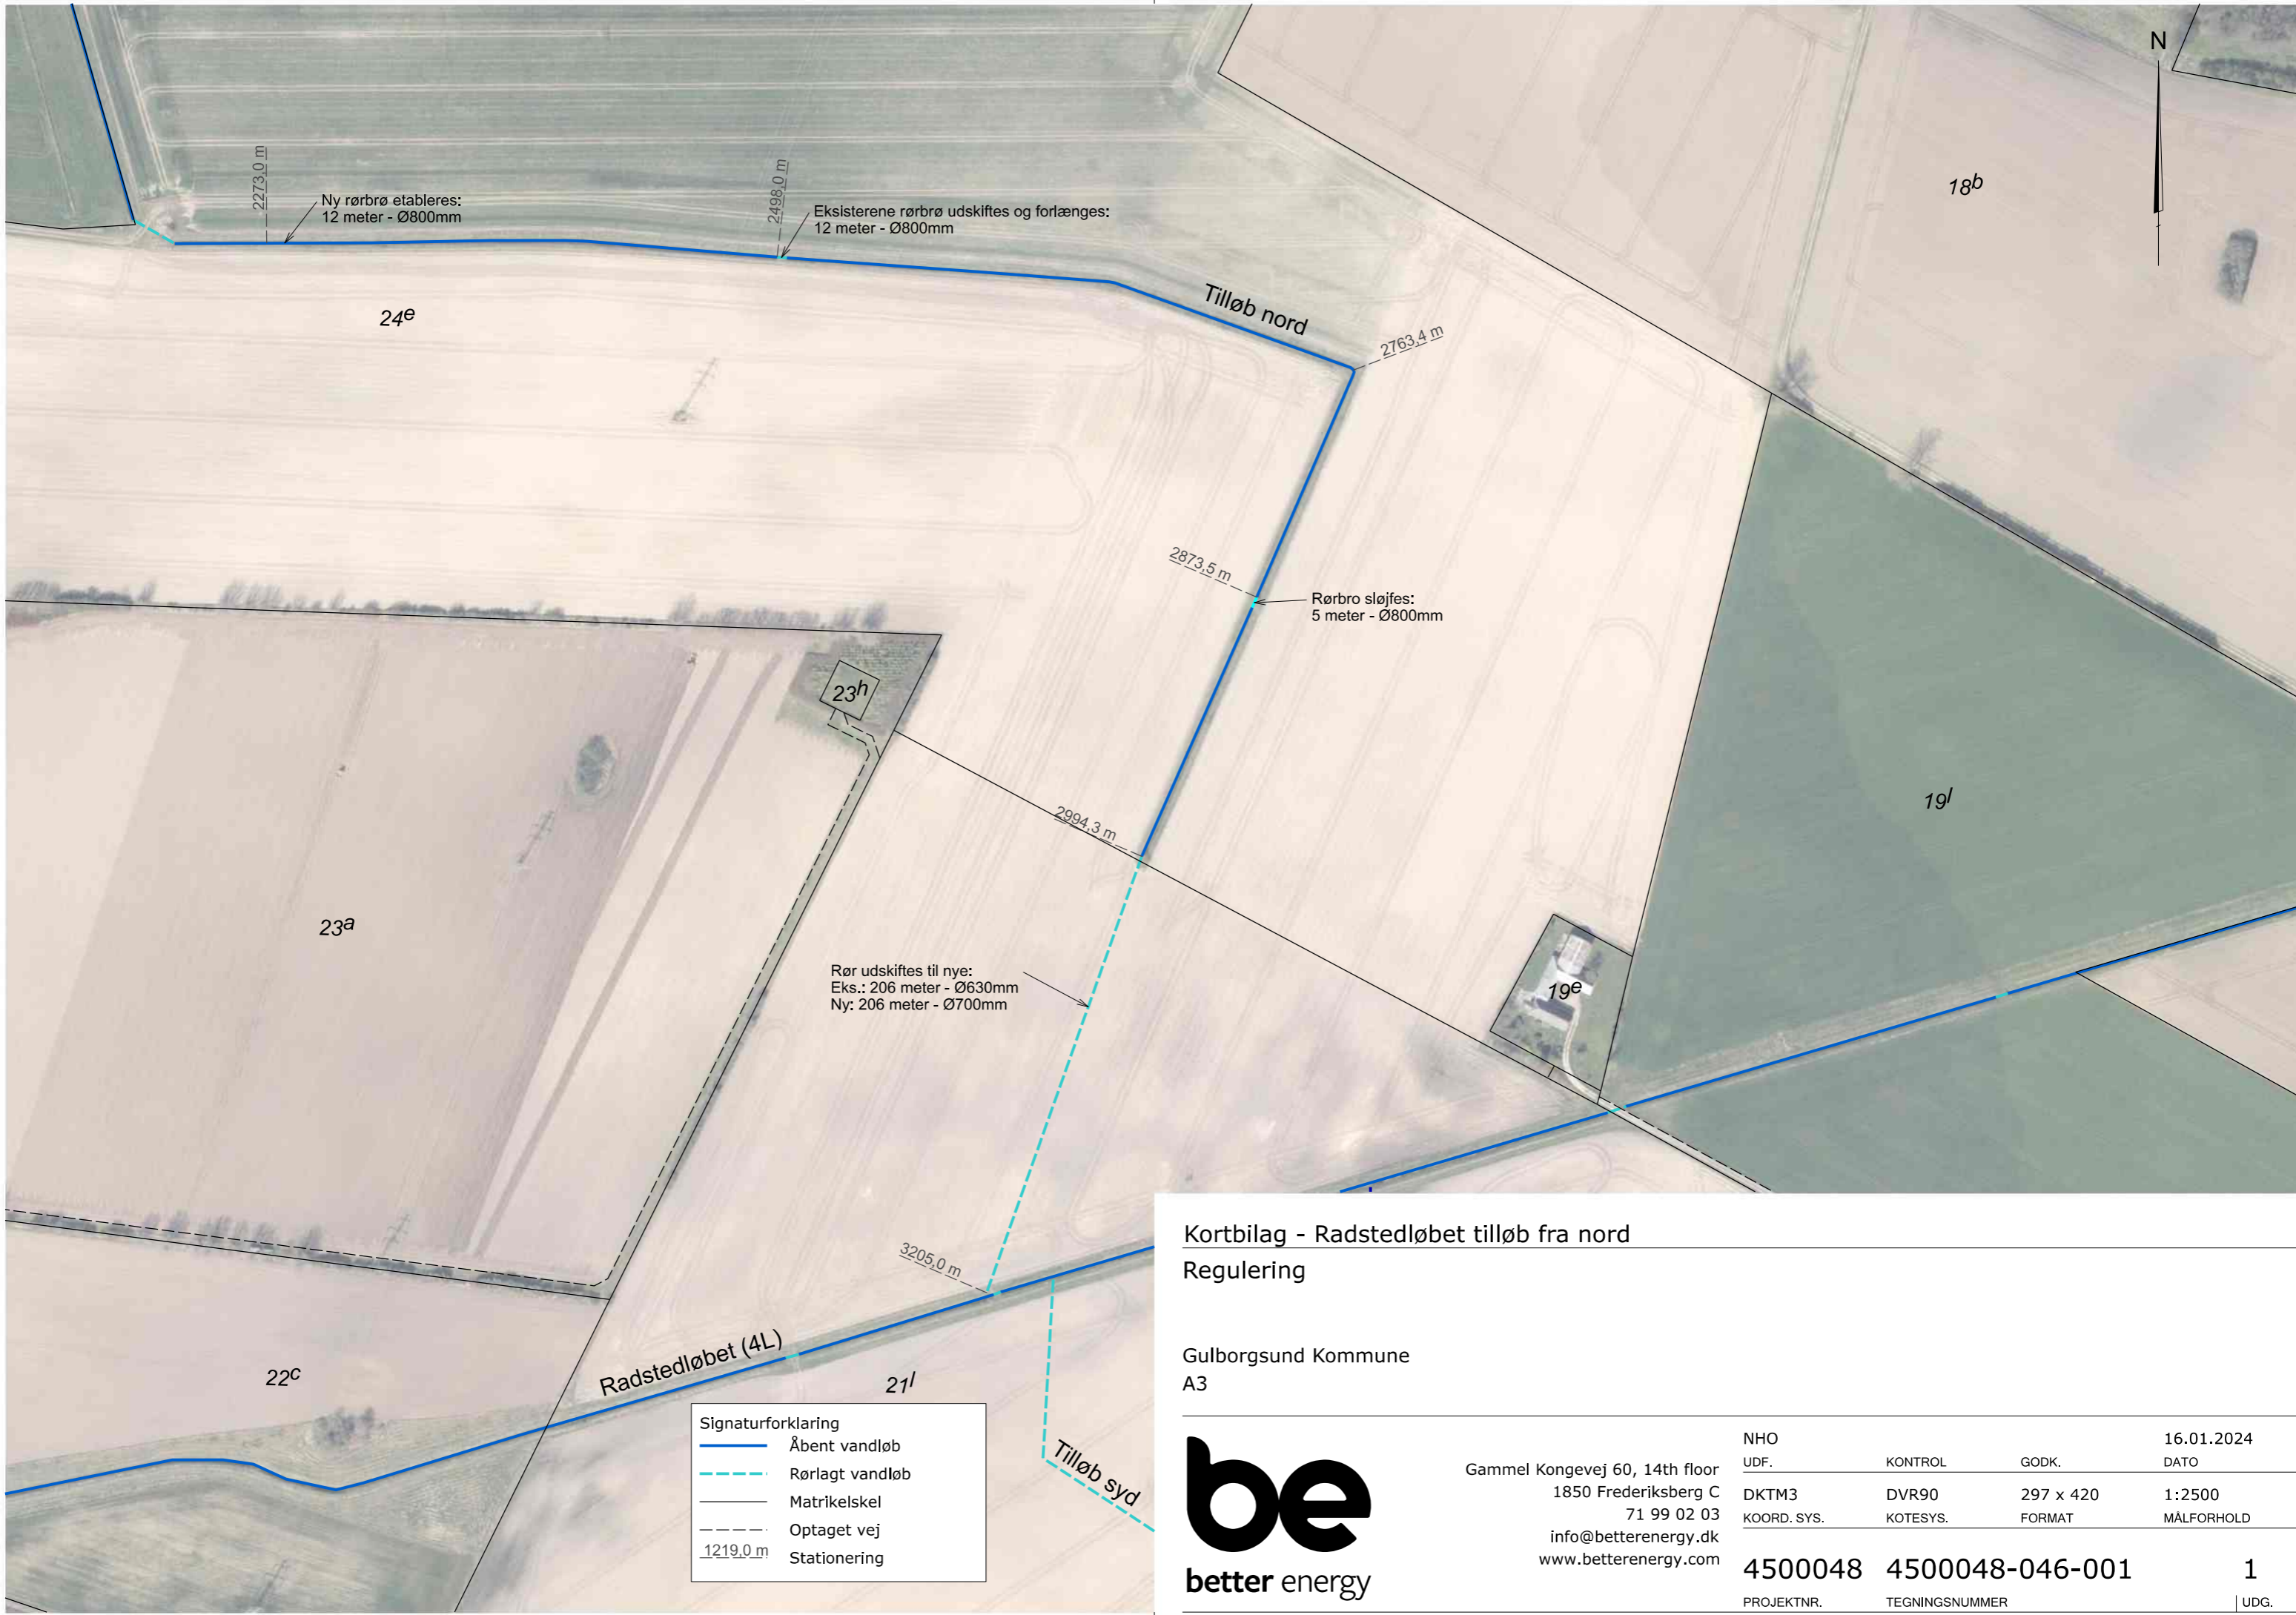 N
18b
2273,0 m
Ny rørbrø etableres:
12 meter - Ø800mm
2498,0 m
Eksisterene rørbrø udskiftes og forlænges:
12 meter - Ø800mm
24e
Tilløb nord
2763,4 m
2873,5 m
Rørbro sløjfes:
5 meter - Ø800mm
23h
2994,3 m
19l
23a
Rør udskiftes til nye:
Eks.: 206 meter - Ø630mm
Ny: 206 meter - Ø700mm
19e
3205,0 m
Radstedløbet (4L)
22c
21l
Tilløb syd
Signaturforklaring
Åbent vandløb
Rørlagt vandløb
Matrikelskel
Optaget vej
1219,0 m Stationering
Kortbilag - Radstedløbet tilløb fra nord
Regulering
Gulborgsund Kommune
A3
be
better energy
Gammel Kongevej 60, 14th floor
1850 Frederiksberg C
71 99 02 03
info@betterenergy.dk
www.betterenergy.com
NHO 16.01.2024
UDF. KONTROL GODK. DATO
DKTM3 DVR90 297 x 420 1:2500
KOORD. SYS. KOTESYS. FORMAT MÅLFORHOLD
4500048 4500048-046-001 1
PROJEKTNR. TEGNINGSNUMMER UDG.